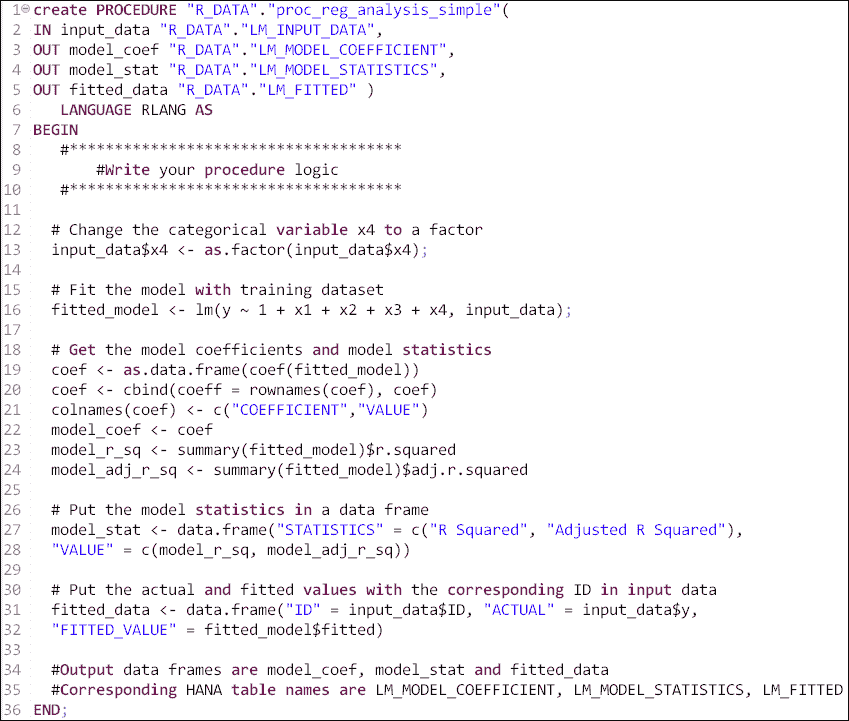 1 create PROCEDURE "R_DATA"."proc_reg_analysis_simple"(
2 IN input_data "R_DATA"."LM_INPUT_DATA",
3 OUT model_coef "R_DATA"."LM_MODEL_COEFFICIENT",
4 OUT model_stat "R_DATA"."LM_MODEL_STATISTICS",
5 OUT fitted_data "R_DATA"."LM_FITTED" )
6    LANGUAGE RLANG AS
7 BEGIN
8    #*************************************
9        #Write your procedure logic
10    #*************************************
11
12   # Change the categorical variable x4 to a factor
13   input_data$x4 <- as.factor(input_data$x4);
14
15   # Fit the model with training dataset
16   fitted_model <- lm(y ~ 1 + x1 + x2 + x3 + x4, input_data);
17
18   # Get the model coefficients and model statistics
19   coef <- as.data.frame(coef(fitted_model))
20   coef <- cbind(coeff = rownames(coef), coef)
21   colnames(coef) <- c("COEFFICIENT","VALUE")
22   model_coef <- coef
23   model_r_sq <- summary(fitted_model)$r.squared
24   model_adj_r_sq <- summary(fitted_model)$adj.r.squared
25
26   # Put the model statistics in a data frame
27   model_stat <- data.frame("STATISTICS" = c("R Squared", "Adjusted R Squared"),
28   "VALUE" = c(model_r_sq, model_adj_r_sq))
29
30   # Put the actual and fitted values with the corresponding ID in input data
31   fitted_data <- data.frame("ID" = input_data$ID, "ACTUAL" = input_data$y,
32   "FITTED_VALUE" = fitted_model$fitted)
33
34   #Output data frames are model_coef, model_stat and fitted_data
35   #Corresponding HANA table names are LM_MODEL_COEFFICIENT, LM_MODEL_STATISTICS, LM_FITTED
36 END;